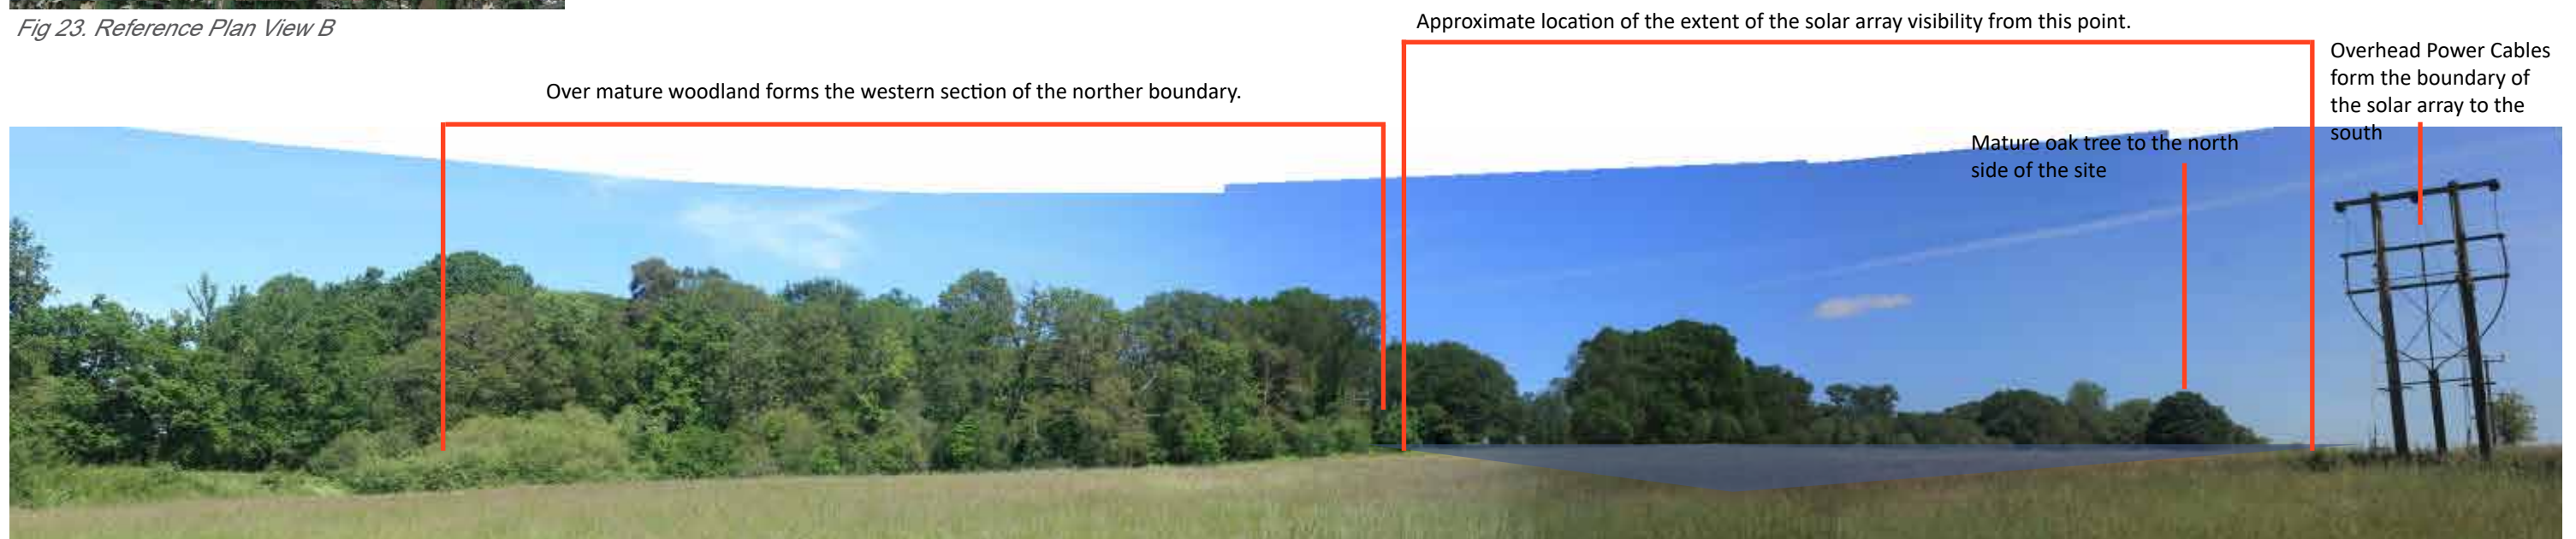 Fig 23. Reference Plan View B
Approximate location of the extent of the solar array visibility from this point.
Over mature woodland forms the western section of the norther boundary.
Overhead Power Cables
form the boundary of
the solar array to the
south
Mature oak tree to the north
side of the site